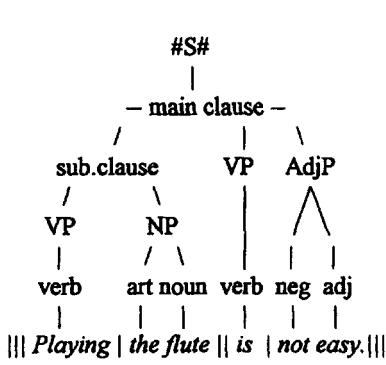 #S#
– main clause –
sub.clause VP AdjP
VP NP
verb art noun verb neg adj
||| Playing | the flute || is | not easy.|||